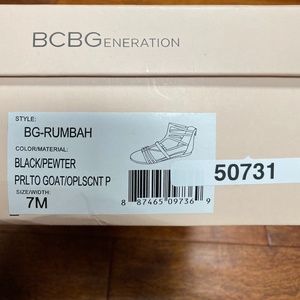 BCBGENERATION
STYLE:
BG-RUMBAH
COLOR/MATERIAL:
BLACK/PEWTER
PRLTO GOAT/OPLSCNT P
SIZE/WIDTH:
7M
8 87465 09736 9
50731